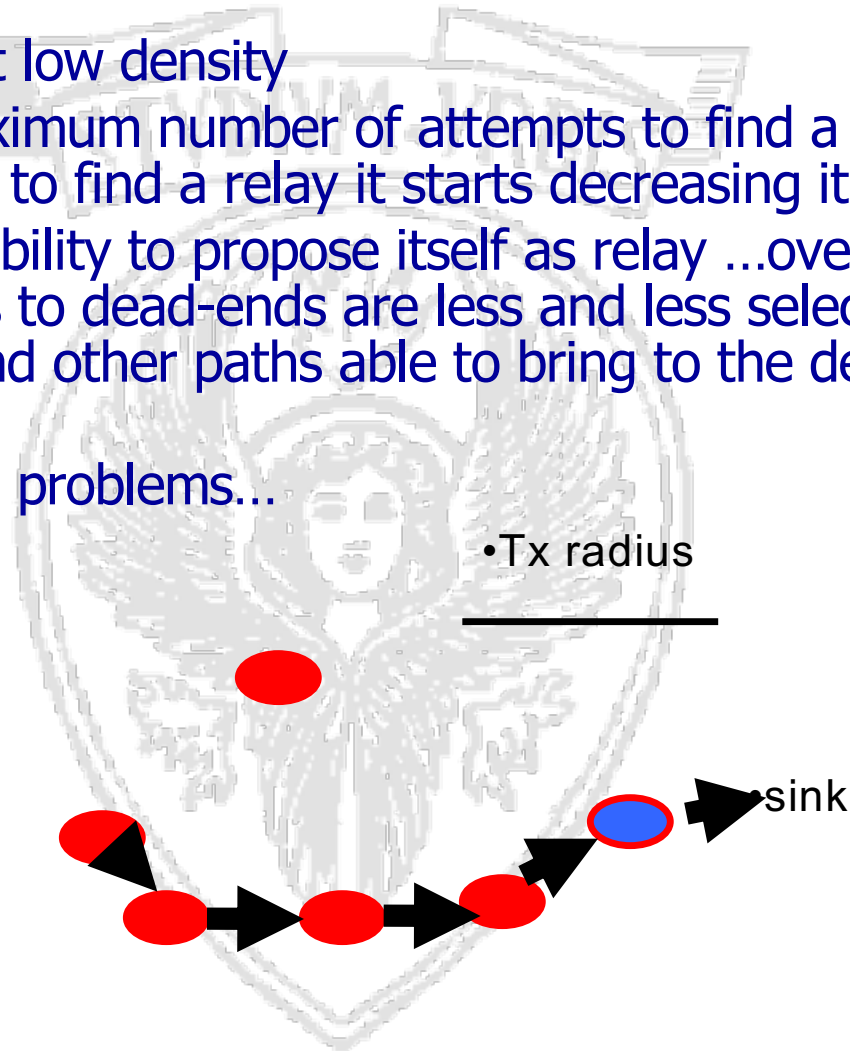 t low density
ximum number of attempts to find a
to find a relay it starts decreasing it
bility to propose itself as relay …ove
s to dead-ends are less and less selec
nd other paths able to bring to the de
problems…
•Tx radius
•sink